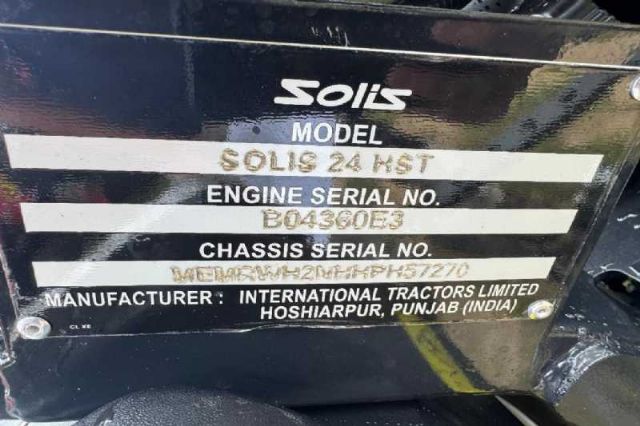 Solis
MODEL
SOLIS 24 HST
ENGINE SERIAL NO.
B04360E3
CHASSIS SERIAL NO.
MANUFACTURER : INTERNATIONAL TRACTORS LIMITED
HOSHIARPUR, PUNJAB (INDIA)